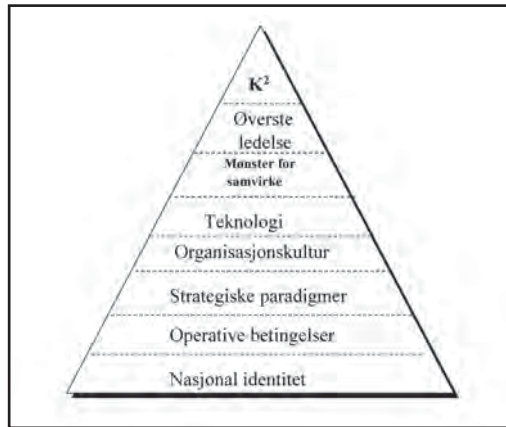 K²
Øverste
ledelse
Mønster for
samvirke
Teknologi
Organisasjonskultur
Strategiske paradigmer
Operative betingelser
Nasjonal identitet